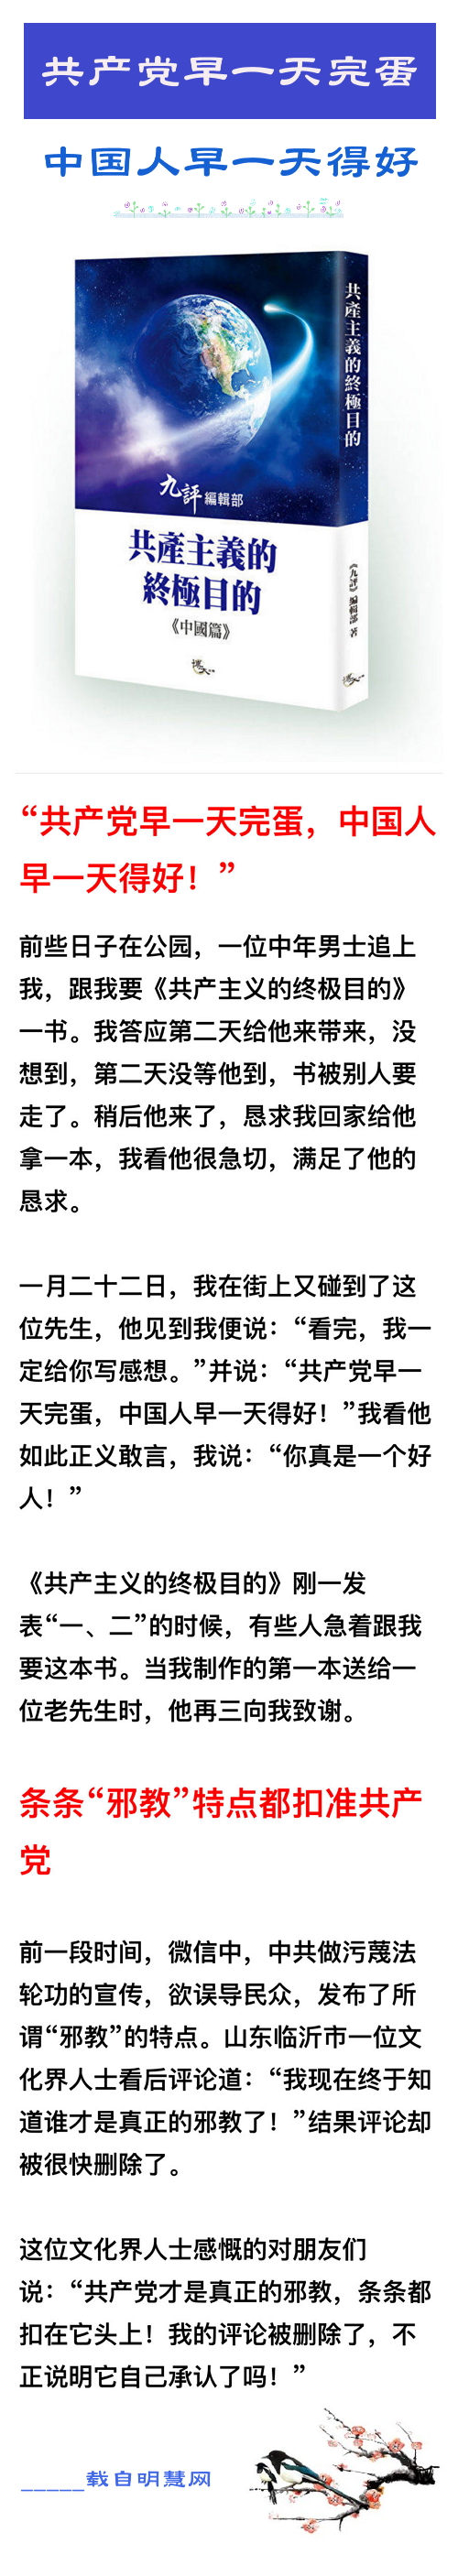 共产党早一天完蛋
中国人早一天得好
共產主義的終極目的
《九評》編輯部 著
九評 編輯部
共產主義的
終極目的
《中國篇》
“共产党早一天完蛋，中国人
早一天得好！”
前些日子在公园，一位中年男士追上
我，跟我要《共产主义的终极目的》
一书。我答应第二天给他来带来，没
想到，第二天没等他到，书被别人要
走了。稍后他来了，恳求我回家给他
拿一本，我看他很急切，满足了他的
恳求。
一月二十二日，我在街上又碰到了这
位先生，他见到我便说：“看完，我一
定给你写感想。”并说：“共产党早一
天完蛋，中国人早一天得好！”我看他
如此正义敢言，我说：“你真是一个好
人！”
《共产主义的终极目的》刚一发
表“一、二”的时候，有些人急着跟我
要这本书。当我制作的第一本送给一
位老先生时，他再三向我致谢。
条条“邪教”特点都扣准共产
党
前一段时间，微信中，中共做污蔑法
轮功的宣传，欲误导民众，发布了所
谓“邪教”的特点。山东临沂市一位文
化界人士看后评论道：“我现在终于知
道谁才是真正的邪教了！”结果评论却
被很快删除了。
这位文化界人士感慨的对朋友们
说：“共产党才是真正的邪教，条条都
扣在它头上！我的评论被删除了，不
正说明它自己承认了吗！”
_____载自明慧网